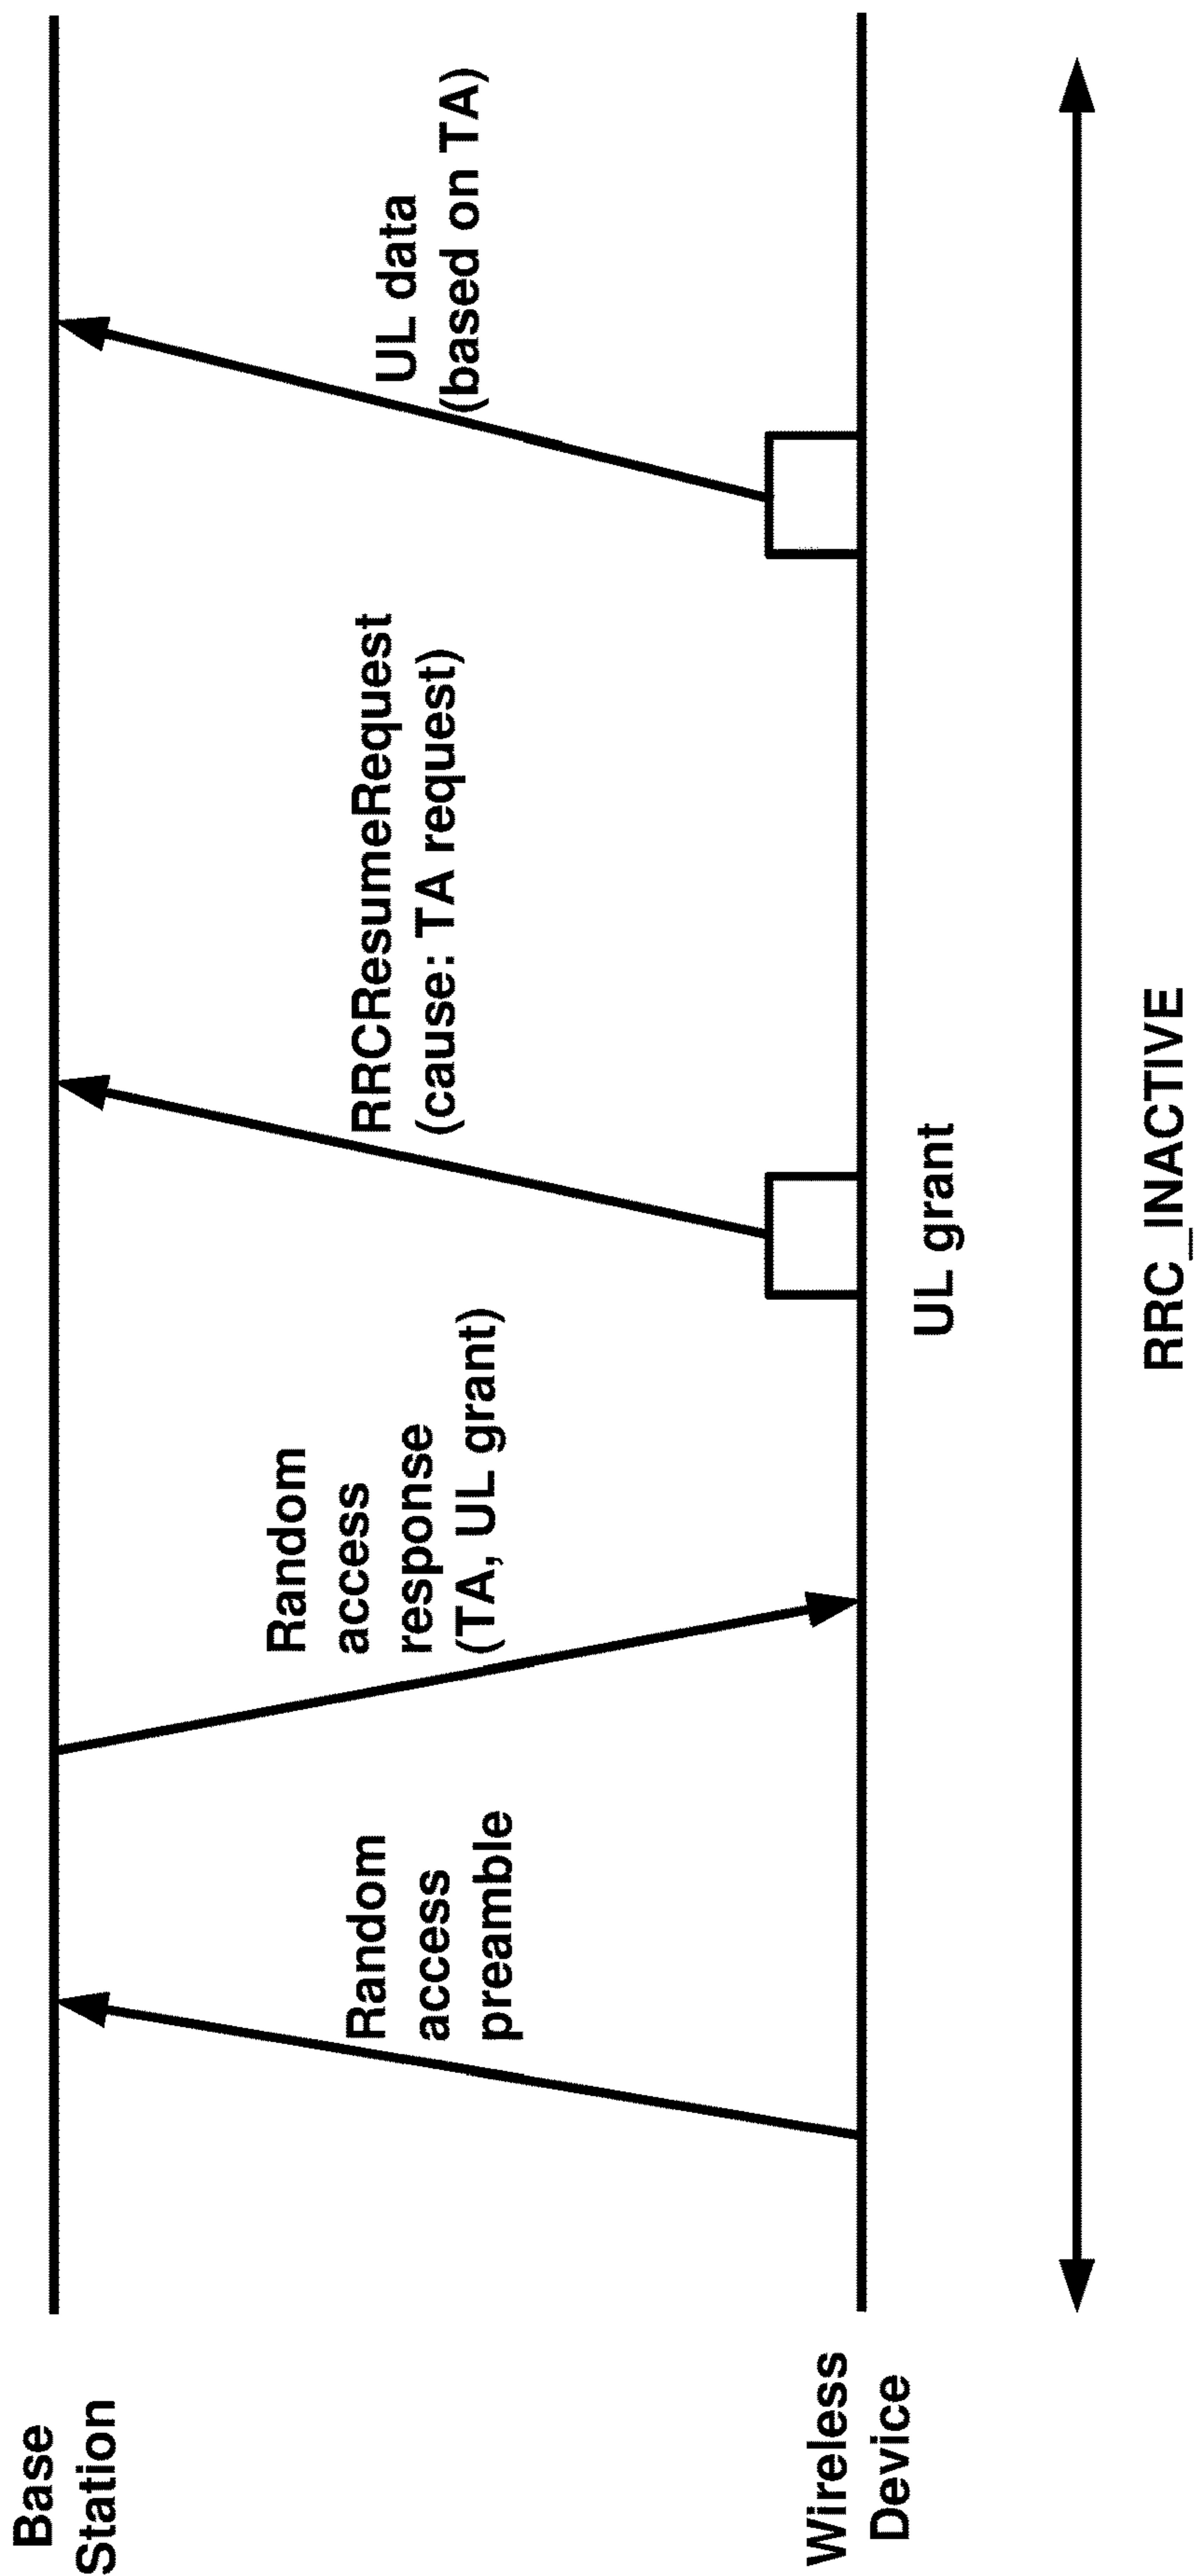 Base
Station
Random
access
preamble
Random
access
response
(TA, UL grant)
RRCResumeRequest
(cause: TA request)
UL data
(based on TA)
Wireless
Device
UL grant
RRC_INACTIVE